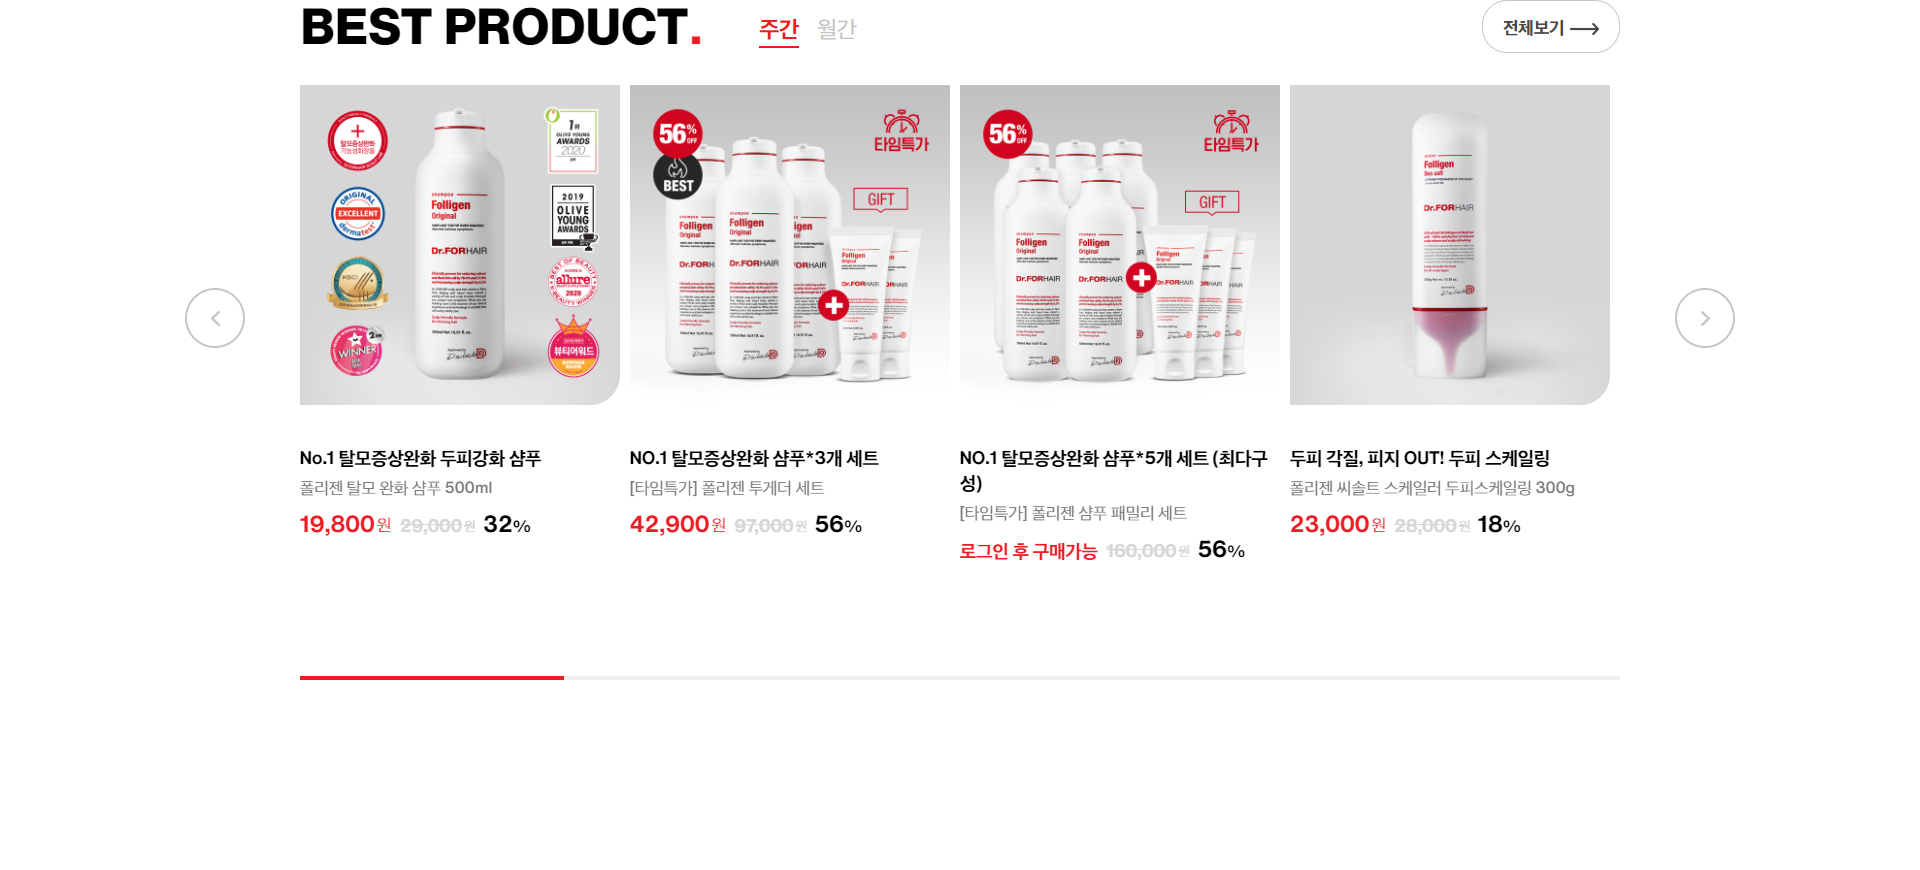 BEST PRODUCT.
주간
월간
전체보기
탈모증상완화
기능성화장품
ORIGINAL
EXCELLENT
dermatest
KSCI
WINNER
shampoo
Folligen
Original
Dr.FORHAIR
1위
OLIVE YOUNG
AWARDS
2020
2019
OLIVE
YOUNG
AWARDS
BEST OF BEAUTY
KOREA
allure
2020
K-BEAUTY WINNER
뷰티어워드
56% OFF
BEST
타임특가
GIFT
shampoo
Folligen
Original
Dr.FORHAIR
56% OFF
타임특가
GIFT
Folligen
Original
Dr.FORHAIR
Folligen
Sea salt
Dr.FORHAIR
No.1 탈모증상완화 두피강화 샴푸
폴리젠 탈모 완화 샴푸 500ml
19,800원 29,000원 32%
NO.1 탈모증상완화 샴푸*3개 세트
[타임특가] 폴리젠 투게더 세트
42,900원 97,000원 56%
NO.1 탈모증상완화 샴푸*5개 세트 (최다구
성)
[타임특가] 폴리젠 샴푸 패밀리 세트
로그인 후 구매가능 160,000원 56%
두피 각질, 피지 OUT! 두피 스케일링
폴리젠 씨솔트 스케일러 두피스케일링 300g
23,000원 28,000원 18%